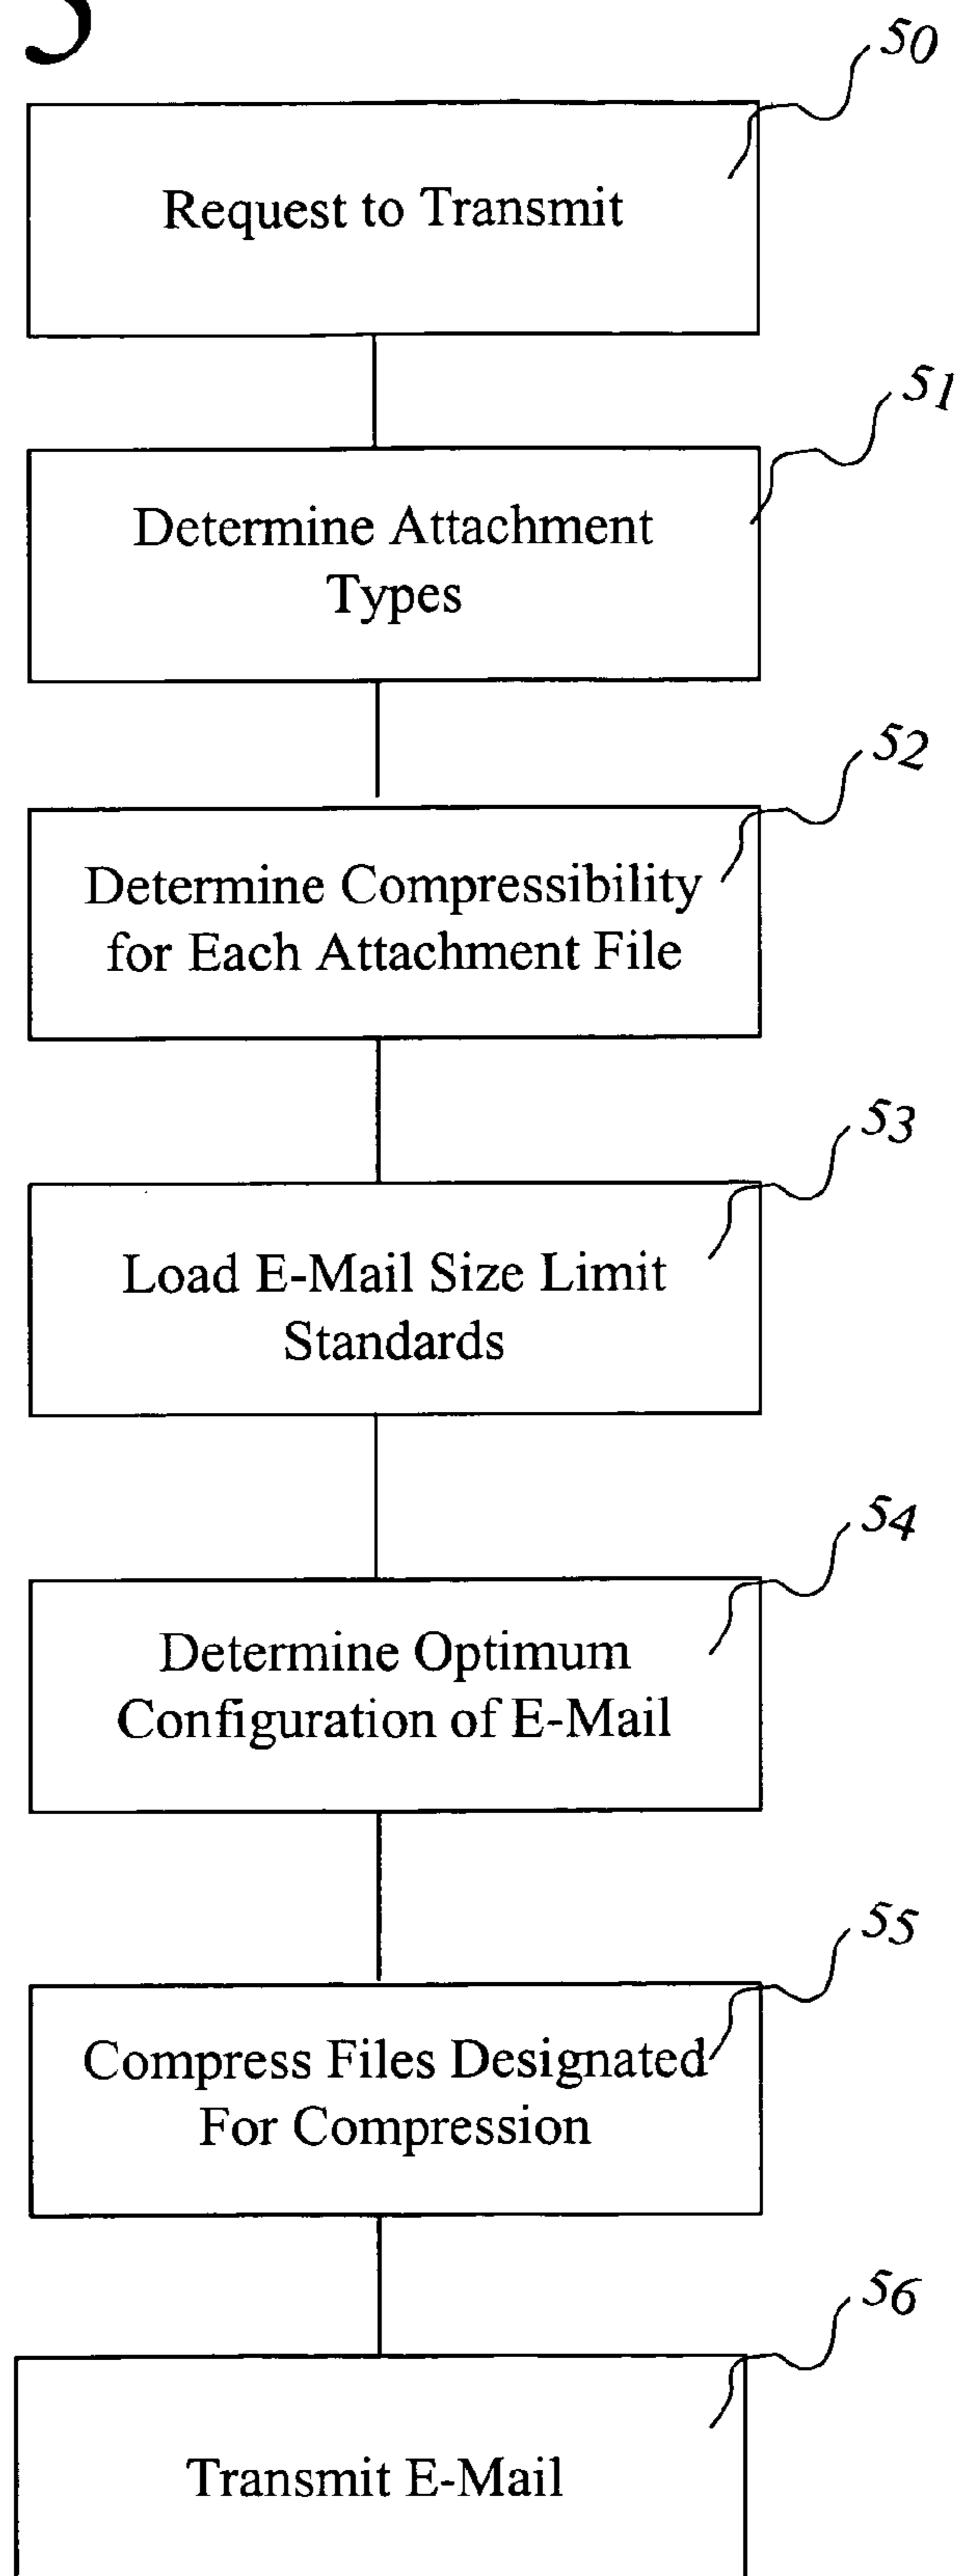 5
50
Request to Transmit
51
Determine Attachment
Types
52
Determine Compressibility
for Each Attachment File
53
Load E-Mail Size Limit
Standards
54
Determine Optimum
Configuration of E-Mail
55
Compress Files Designated
For Compression
56
Transmit E-Mail